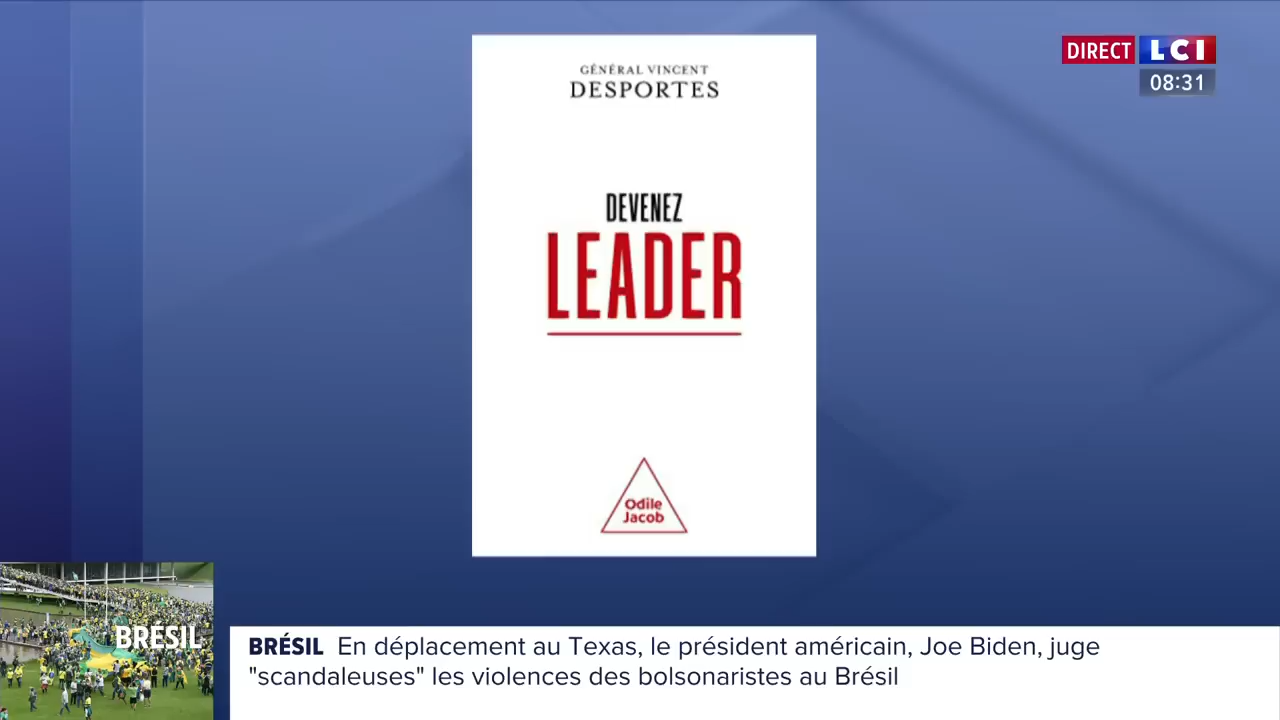 GÉNÉRAL VINCENT
DESPORTES
DEVENEZ
LEADER
Odile
Jacob
DIRECT LCI
08:31
BRÉSIL
BRÉSIL En déplacement au Texas, le président américain, Joe Biden, juge
"scandaleuses" les violences des bolsonaristes au Brésil